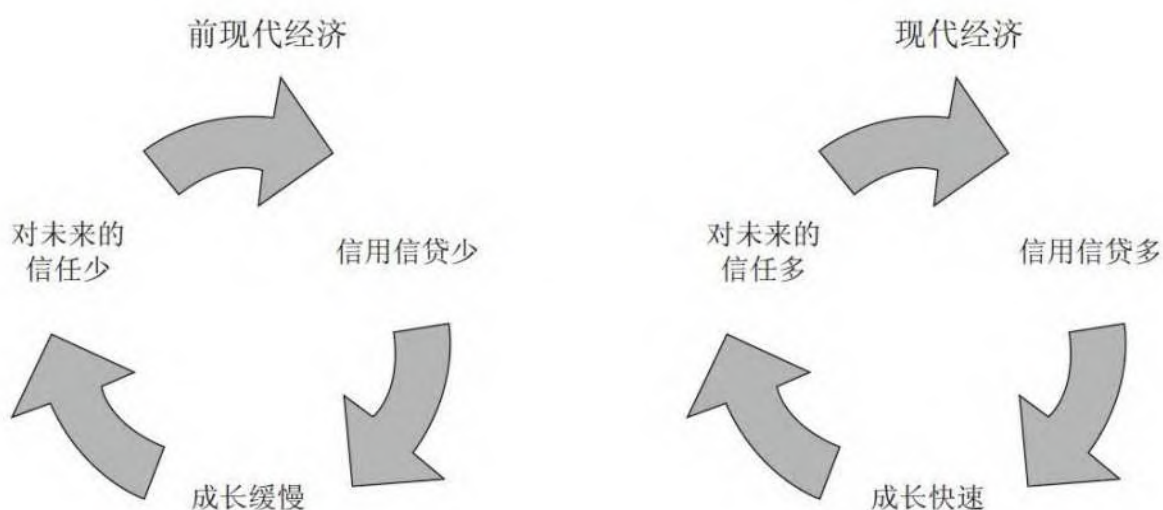 前现代经济
对未来的
信任少
信用信贷少
成长缓慢
现代经济
对未来的
信任多
信用信贷多
成长快速